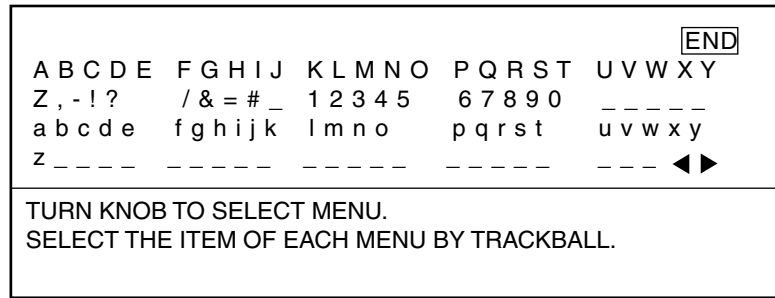 END
A B C D E F G H I J K L M N O P Q R S T U V W X Y
Z , - ! ? / & = # _ 1 2 3 4 5 6 7 8 9 0 _ _ _ _ _
a b c d e f g h i j k l m n o p q r s t u v w x y
z _ _ _ _ _ _ _ _ _ _ _ _ _ _ _ _ _ _ _ _ _ _ ◀ ▶
TURN KNOB TO SELECT MENU.
SELECT THE ITEM OF EACH MENU BY TRACKBALL.